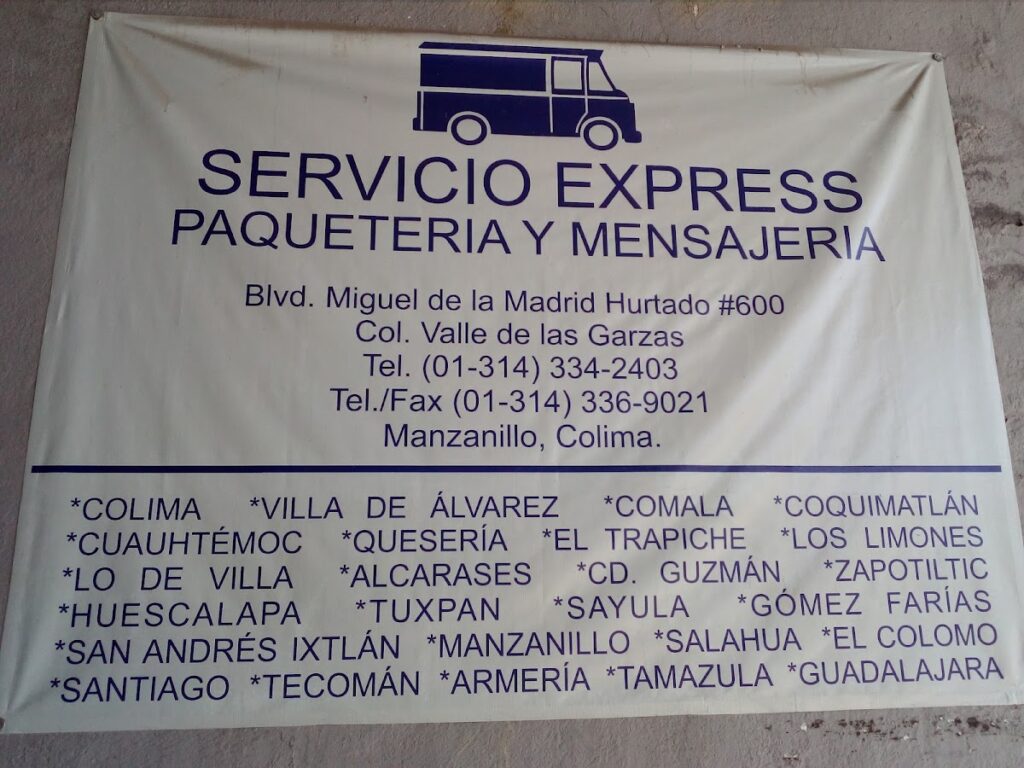 SERVICIO EXPRESS
PAQUETERIA Y MENSAJERIA
Blvd. Miguel de la Madrid Hurtado #600
Col. Valle de las Garzas
Tel. (01-314) 334-2403
Tel./Fax (01-314) 336-9021
Manzanillo, Colima.
*COLIMA *VILLA DE ÁLVAREZ *COMALA *COQUIMATLÁN
*CUAUHTÉMOC *QUESERÍA *EL TRAPICHE *LOS LIMONES
*LO DE VILLA *ALCARASES *CD. GUZMÁN *ZAPOTILTIC
*HUESCALAPA *TUXPAN *SAYULA *GÓMEZ FARÍAS
*SAN ANDRÉS IXTLÁN *MANZANILLO *SALAHUA *EL COLOMO
*SANTIAGO *TECOMÁN *ARMERÍA *TAMAZULA *GUADALAJARA